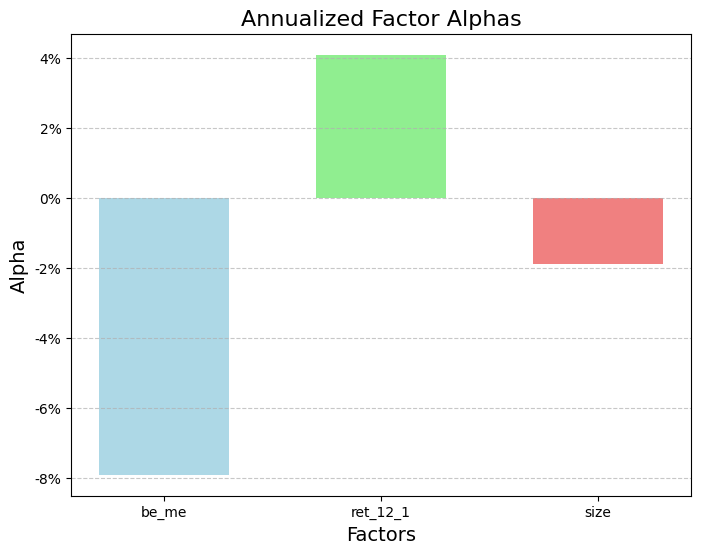 Annualized Factor Alphas
4%
2%
0%
-2%
-4%
-6%
-8%
Alpha
be_me
ret_12_1
size
Factors